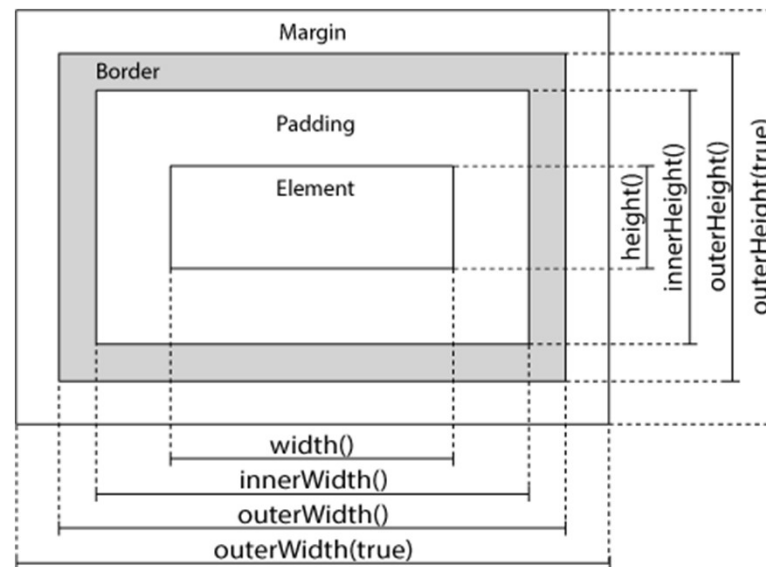 Margin
Border
Padding
Element
height()
innerHeight()
outerHeight()
outerHeight(true)
width()
innerWidth()
outerWidth()
outerWidth(true)